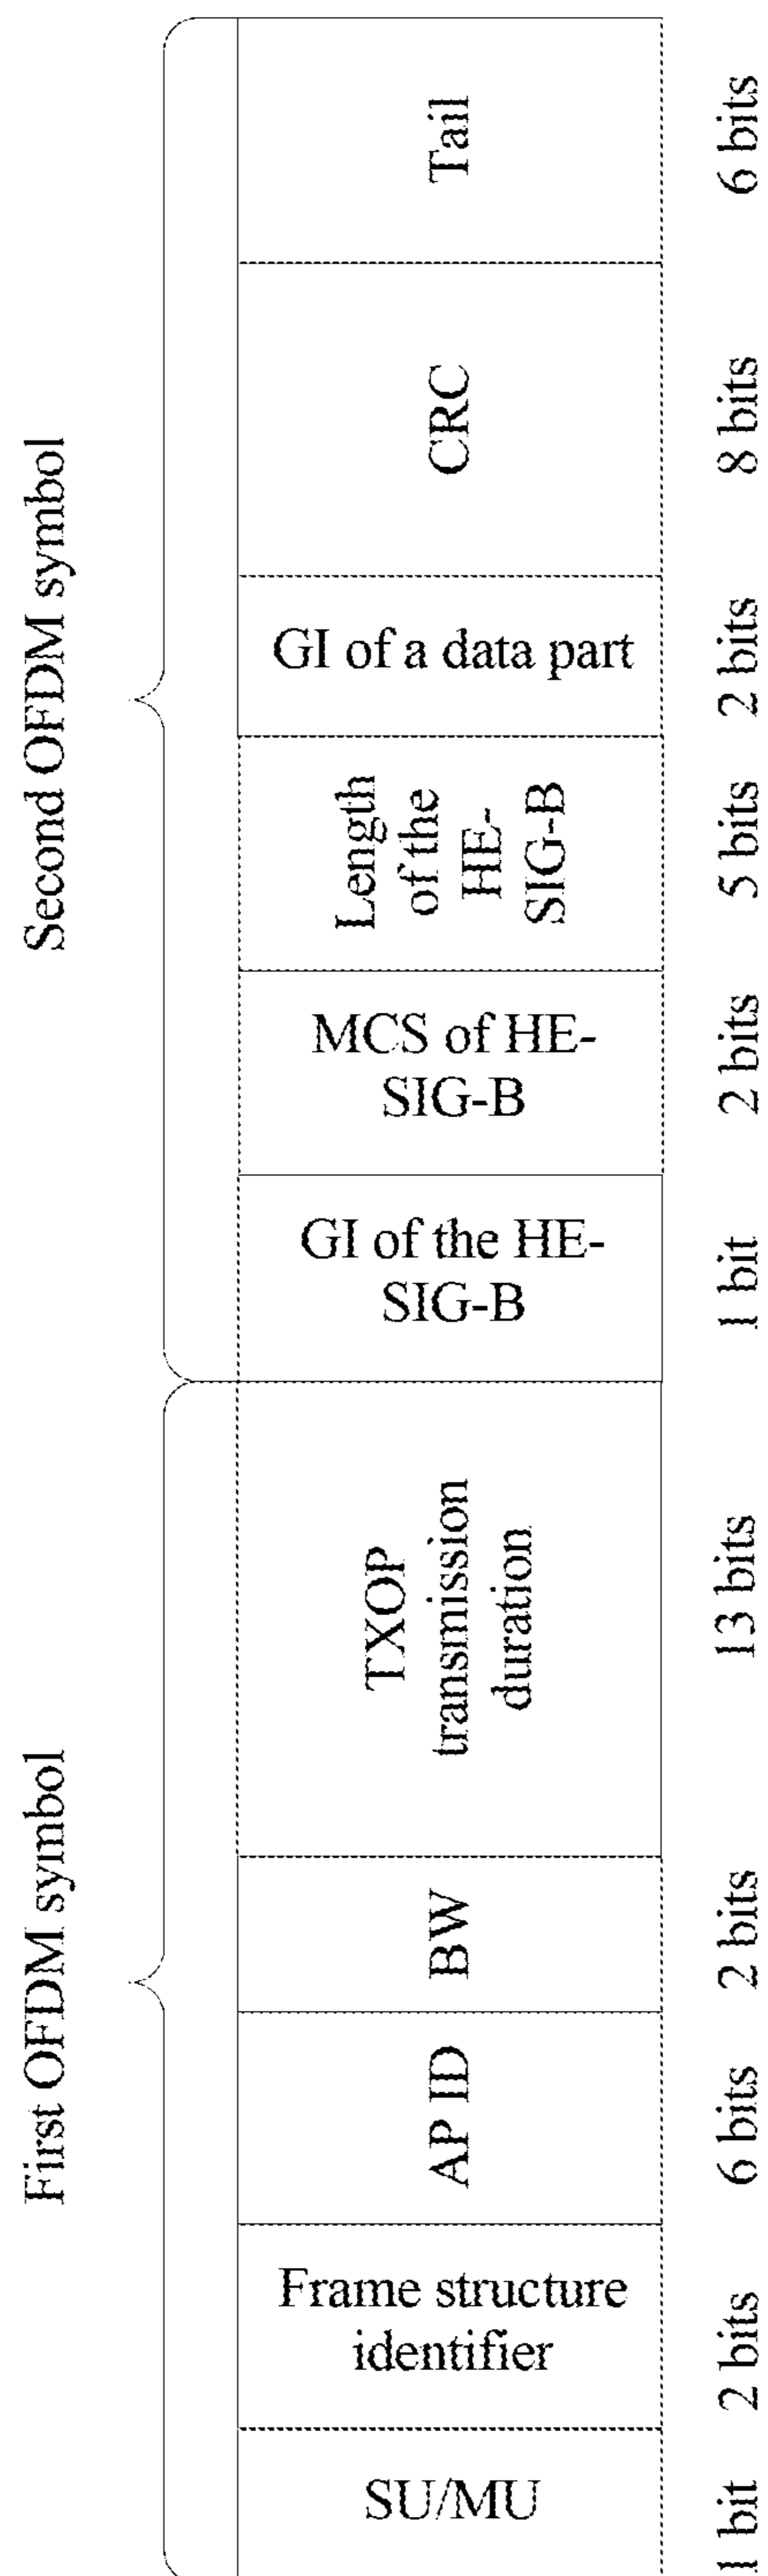 First OFDM symbol
Second OFDM symbol
SU/MU
Frame structure
identifier
AP ID
BW
TXOP
transmission
duration
GI of the HE-
SIG-B
MCS of HE-
SIG-B
Length
of the
HE-
SIG-B
GI of a data part
CRC
Tail
1 bit
2 bits
6 bits
2 bits
13 bits
1 bit
2 bits
5 bits
2 bits
8 bits
6 bits